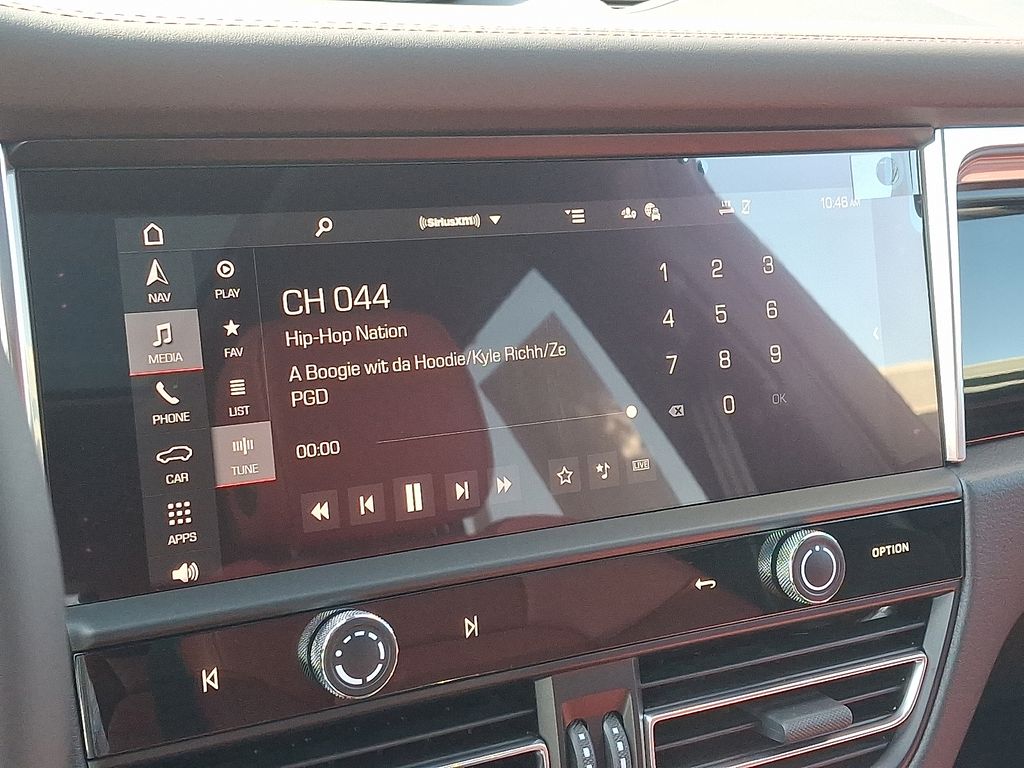 ((SiriusXM))
10:46 AM
NAV
PLAY
MEDIA
FAV
PHONE
LIST
CAR
TUNE
APPS
CH 044
Hip-Hop Nation
A Boogie wit da Hoodie/Kyle Richh/Ze
PGD
00:00
LIVE
1 2 3
4 5 6
7 8 9
0 OK
OPTION